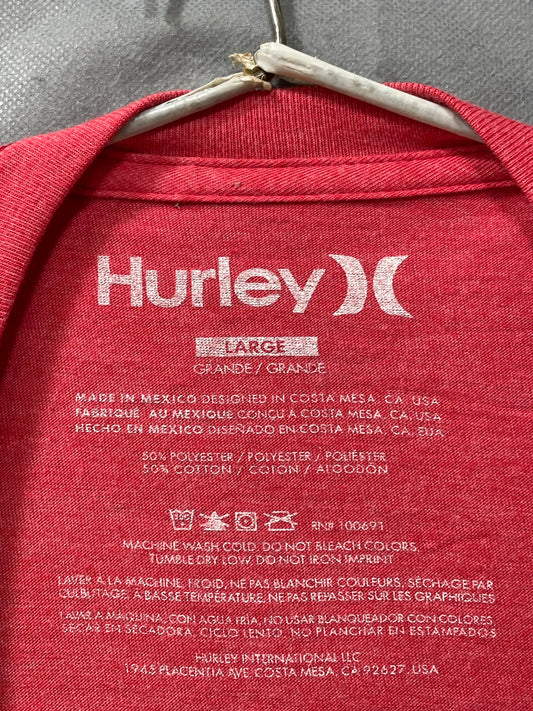 Hurley
LARGE
GRANDE / GRANDE
MADE IN MEXICO DESIGNED IN COSTA MESA, CA, USA
FABRIQUÉ AU MEXIQUE CONÇU À COSTA MESA, CA, USA
HECHO EN MEXICO DISEÑADO EN COSTA MESA, CA, EUA
50% POLYESTER / POLYESTER / POLIÉSTER
50% COTTON / COTON / ALGODÓN
RN# 100691
MACHINE WASH COLD, DO NOT BLEACH COLORS,
TUMBLE DRY LOW, DO NOT IRON IMPRINT
LAVER À LA MACHINE, FROID, NE PAS BLANCHIR COULEURS, SÉCHAGE PAR
CULBUTAGE, À BASSE TEMPÉRATURE, NE PAS REPASSER SUR LES GRAPHIQUES
LAVAR A MAQUINA, CON AGUA FRÍA, NO USAR BLANQUEADOR CON COLORES
SECAR EN SECADORA, CICLO LENTO, NO PLANCHAR EN ESTAMPADOS
HURLEY INTERNATIONAL LLC
1945 PLACENTIA AVE. COSTA MESA, CA 92627, USA